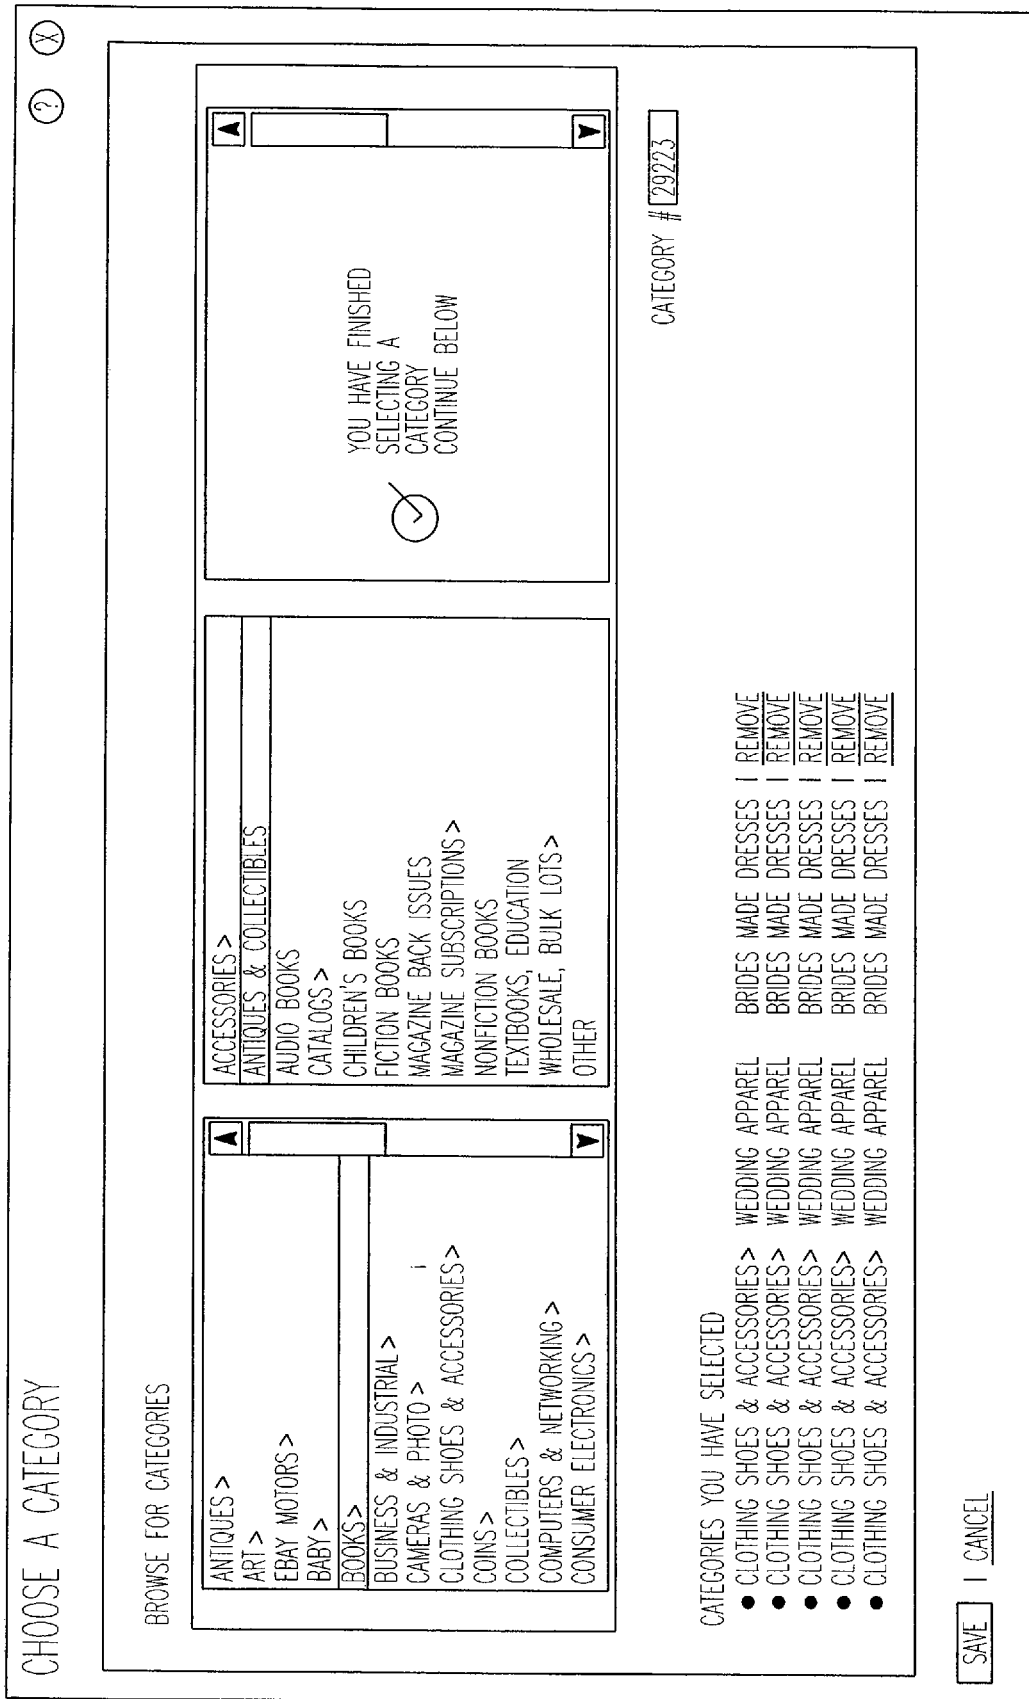 CHOOSE A CATEGORY
? X
BROWSE FOR CATEGORIES
ANTIQUES >
ART >
EBAY MOTORS >
BABY >
BOOKS >
BUSINESS & INDUSTRIAL >
CAMERAS & PHOTO >
CLOTHING SHOES & ACCESSORIES >
COINS >
COLLECTIBLES >
COMPUTERS & NETWORKING >
CONSUMER ELECTRONICS >
ACCESSORIES >
ANTIQUES & COLLECTIBLES
AUDIO BOOKS
CATALOGS >
CHILDREN'S BOOKS
FICTION BOOKS
MAGAZINE BACK ISSUES
MAGAZINE SUBSCRIPTIONS >
NONFICTION BOOKS
TEXTBOOKS, EDUCATION
WHOLESALE, BULK LOTS >
OTHER
YOU HAVE FINISHED
SELECTING A
CATEGORY
CONTINUE BELOW
CATEGORY # 29223
CATEGORIES YOU HAVE SELECTED
● CLOTHING SHOES & ACCESSORIES > WEDDING APPAREL BRIDES MADE DRESSES | REMOVE
● CLOTHING SHOES & ACCESSORIES > WEDDING APPAREL BRIDES MADE DRESSES | REMOVE
● CLOTHING SHOES & ACCESSORIES > WEDDING APPAREL BRIDES MADE DRESSES | REMOVE
● CLOTHING SHOES & ACCESSORIES > WEDDING APPAREL BRIDES MADE DRESSES | REMOVE
● CLOTHING SHOES & ACCESSORIES > WEDDING APPAREL BRIDES MADE DRESSES | REMOVE
SAVE | CANCEL